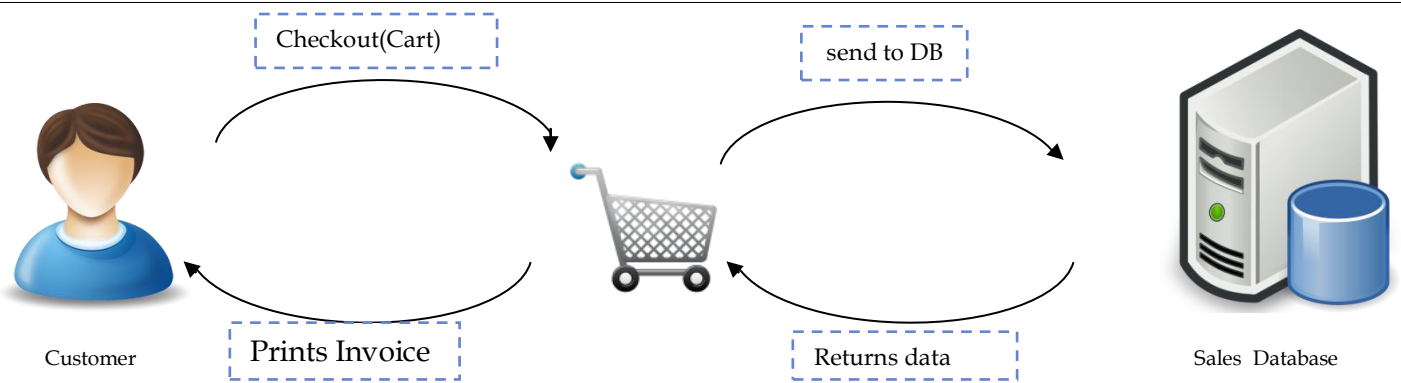 Checkout(Cart)
send to DB
Prints Invoice
Returns data
Customer
Sales Database